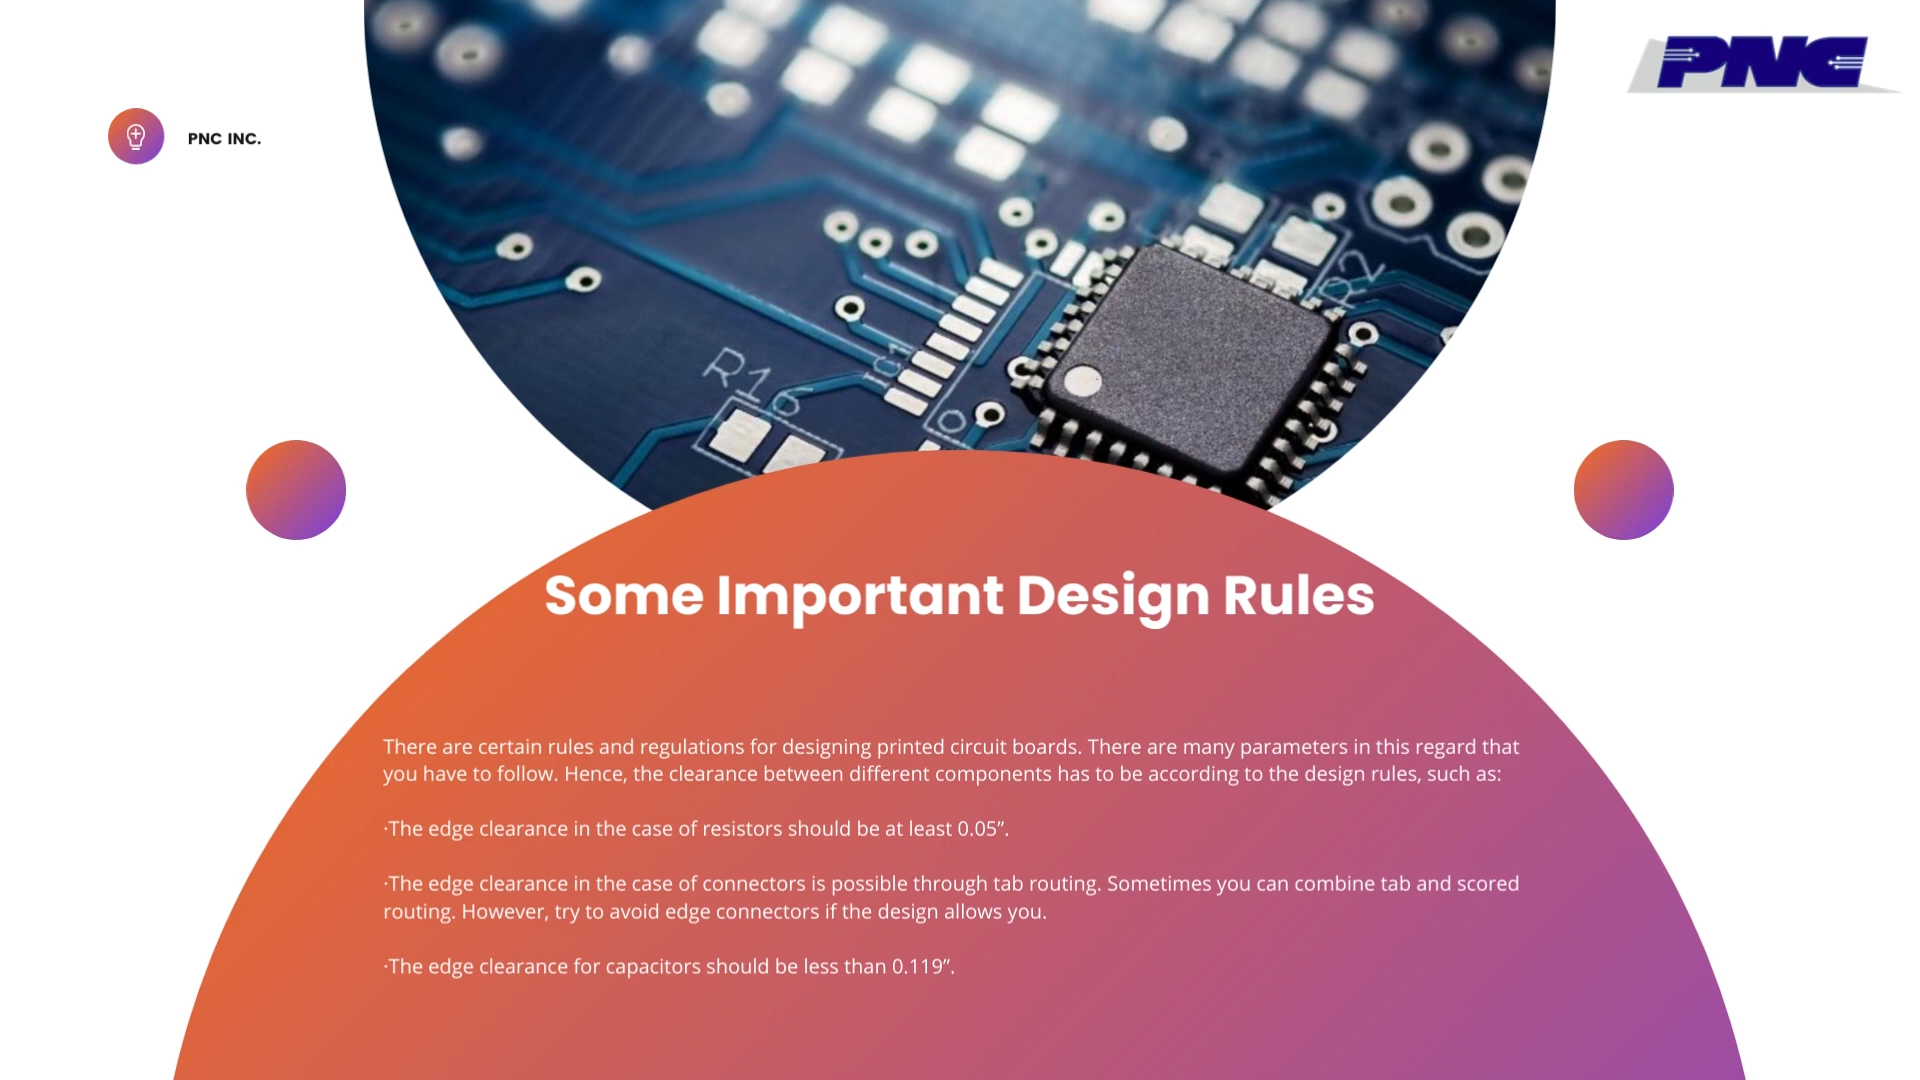 PNC
PNC INC.
R2
IC1
R16
Some Important Design Rules
There are certain rules and regulations for designing printed circuit boards. There are many parameters in this regard that
you have to follow. Hence, the clearance between different components has to be according to the design rules, such as:
·The edge clearance in the case of resistors should be at least 0.05”.
·The edge clearance in the case of connectors is possible through tab routing. Sometimes you can combine tab and scored
routing. However, try to avoid edge connectors if the design allows you.
·The edge clearance for capacitors should be less than 0.119”.